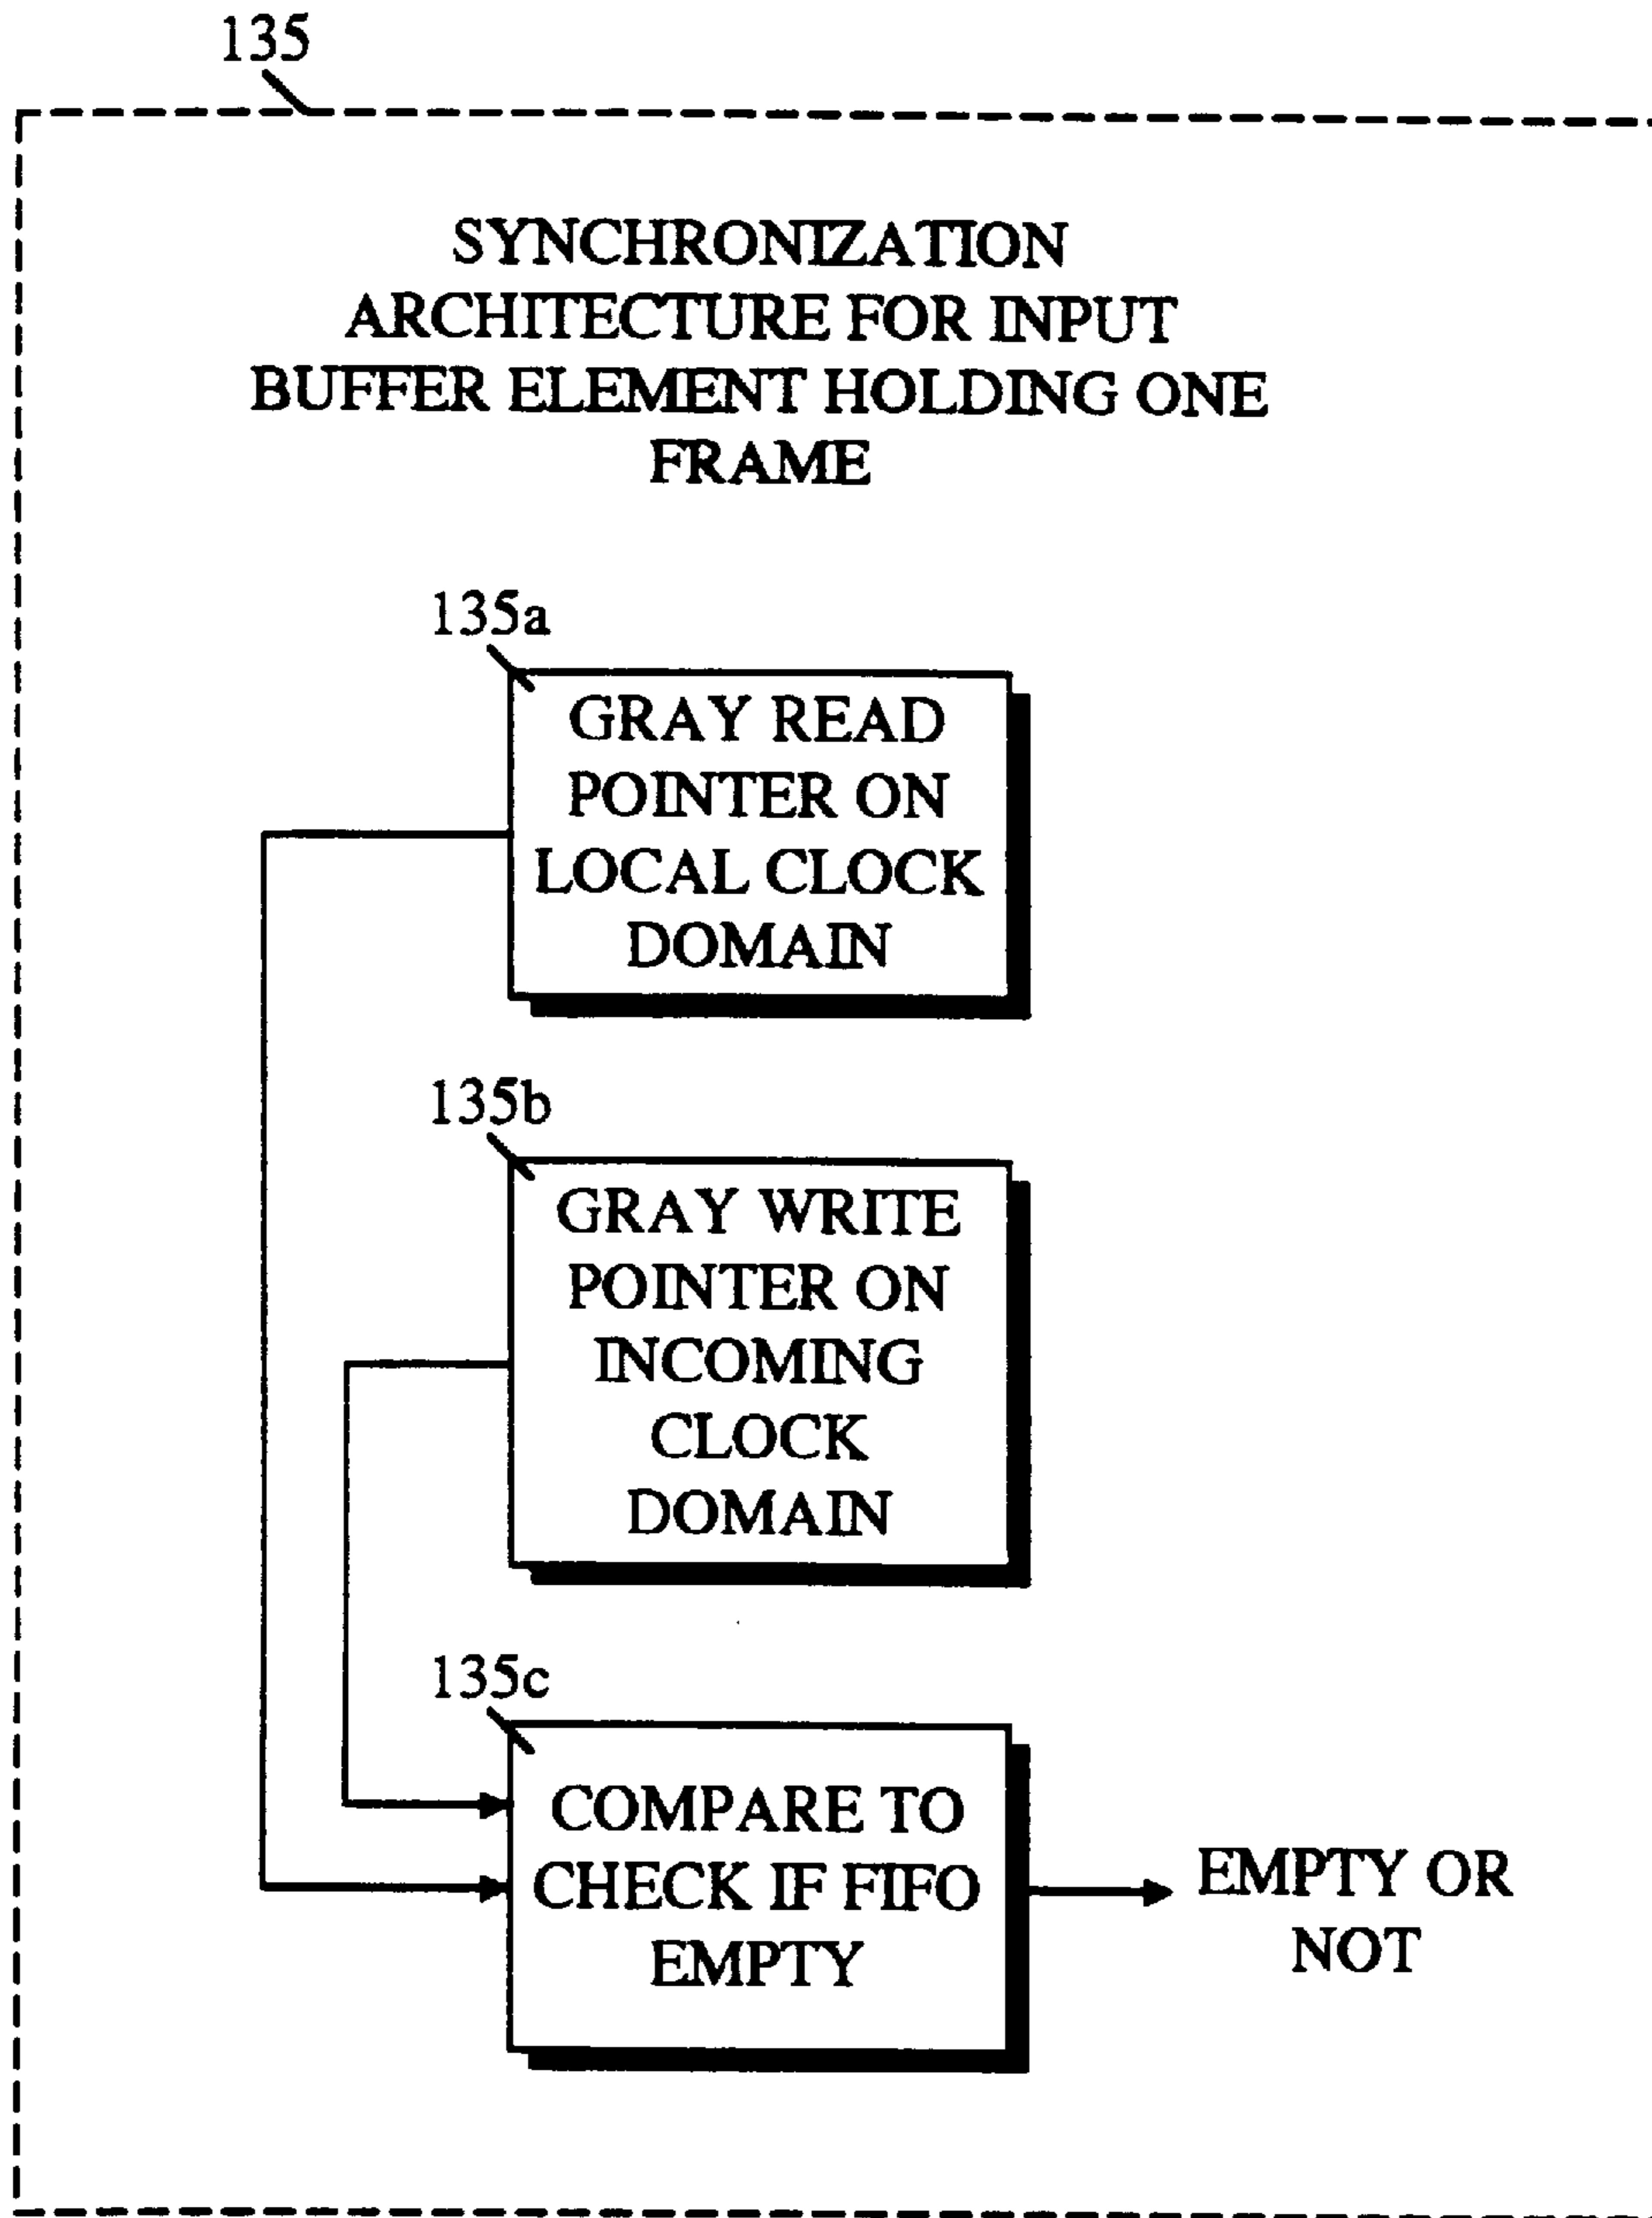 135
SYNCHRONIZATION
ARCHITECTURE FOR INPUT
BUFFER ELEMENT HOLDING ONE
FRAME
135a
GRAY READ
POINTER ON
LOCAL CLOCK
DOMAIN
135b
GRAY WRITE
POINTER ON
INCOMING
CLOCK
DOMAIN
135c
COMPARE TO
CHECK IF FIFO
EMPTY
EMPTY OR
NOT